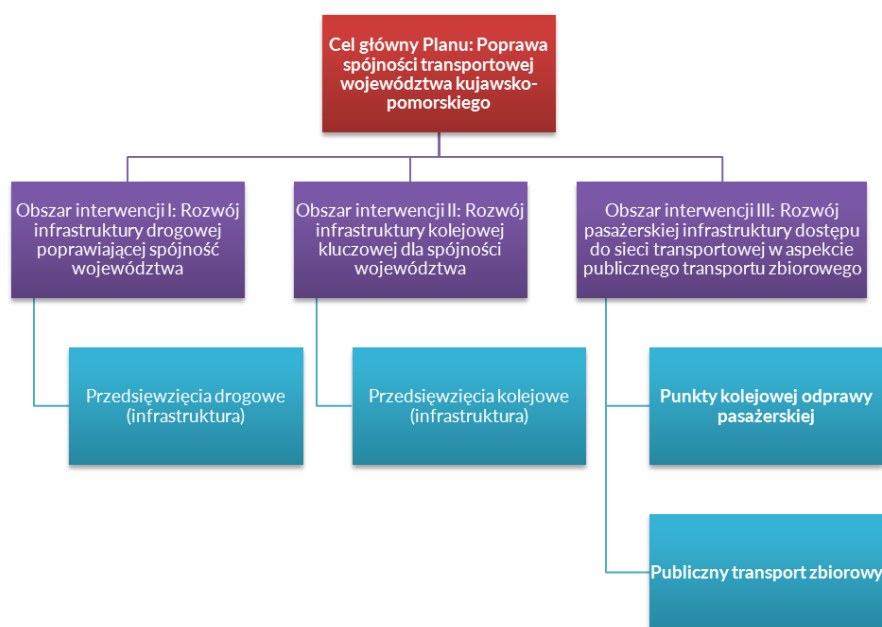 Cel główny Planu: Poprawa
spójności transportowej
województwa kujawsko-
pomorskiego
Obszar interwencji I: Rozwój
infrastruktury drogowej
poprawiającej spójność
województwa
Obszar interwencji II: Rozwój
infrastruktury kolejowej
kluczowej dla spójności
województwa
Obszar interwencji III: Rozwój
pasażerskiej infrastruktury dostępu
do sieci transportowej w aspekcie
publicznego transportu zbiorowego
Przedsięwzięcia drogowe
(infrastruktura)
Przedsięwzięcia kolejowe
(infrastruktura)
Punkty kolejowej odprawy
pasażerskiej
Publiczny transport zbiorowy